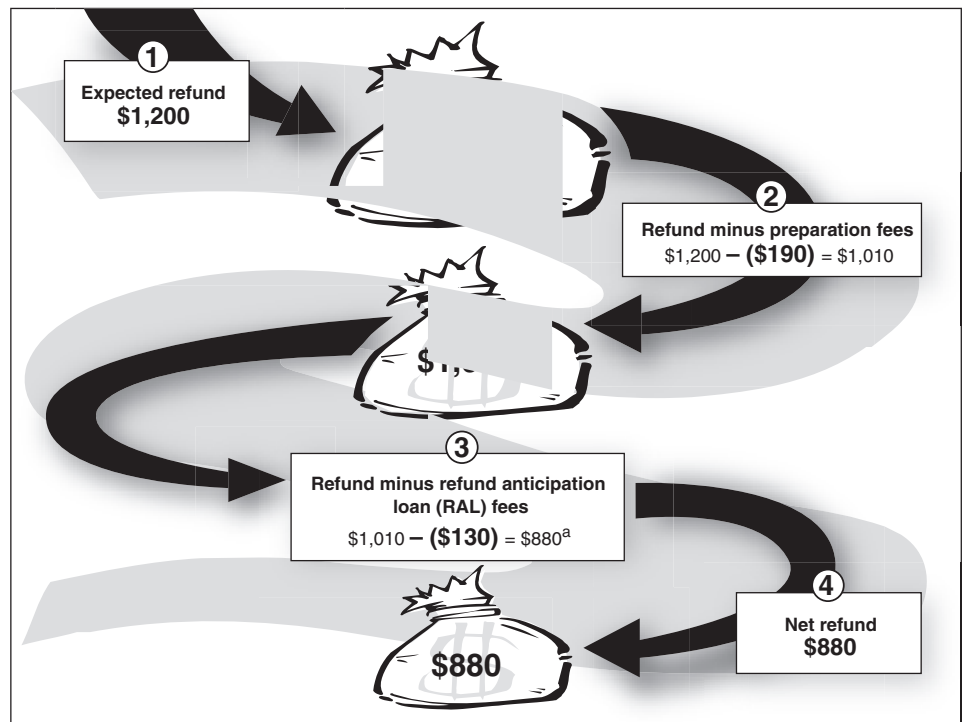 1
Expected refund
$1,200
2
Refund minus preparation fees
$1,200 – ($190) = $1,010
3
Refund minus refund anticipation
loan (RAL) fees
$1,010 – ($130) = $880a
4
Net refund
$880
$880